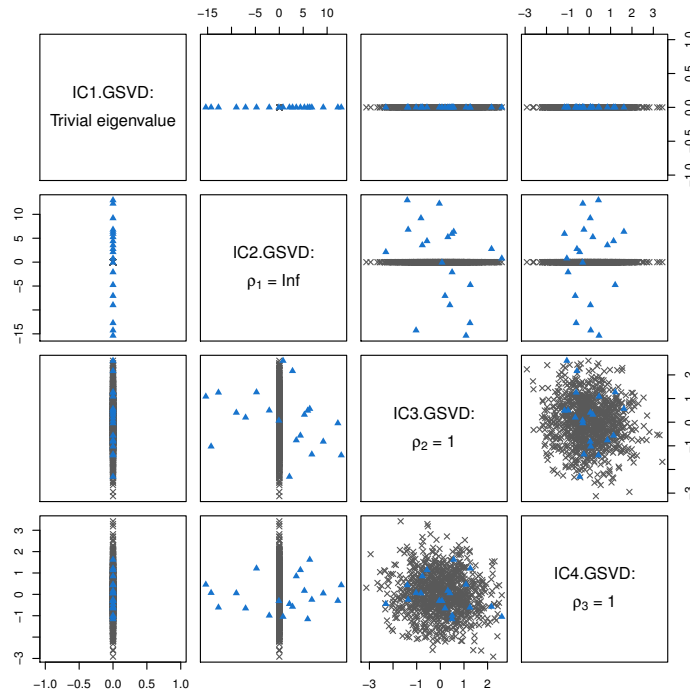 −15 −5 0 5 10
−3 −1 0 1 2 3
IC1.GSVD:
Trivial eigenvalue
−1.0 −0.5 0.0 0.5 1.0
−15 −5 0 5 10
IC2.GSVD:
ρ1 = Inf
IC3.GSVD:
ρ2 = 1
−3 −1 0 1 2
−3 −1 0 1 2 3
IC4.GSVD:
ρ3 = 1
−1.0 −0.5 0.0 0.5 1.0
−3 −1 0 1 2